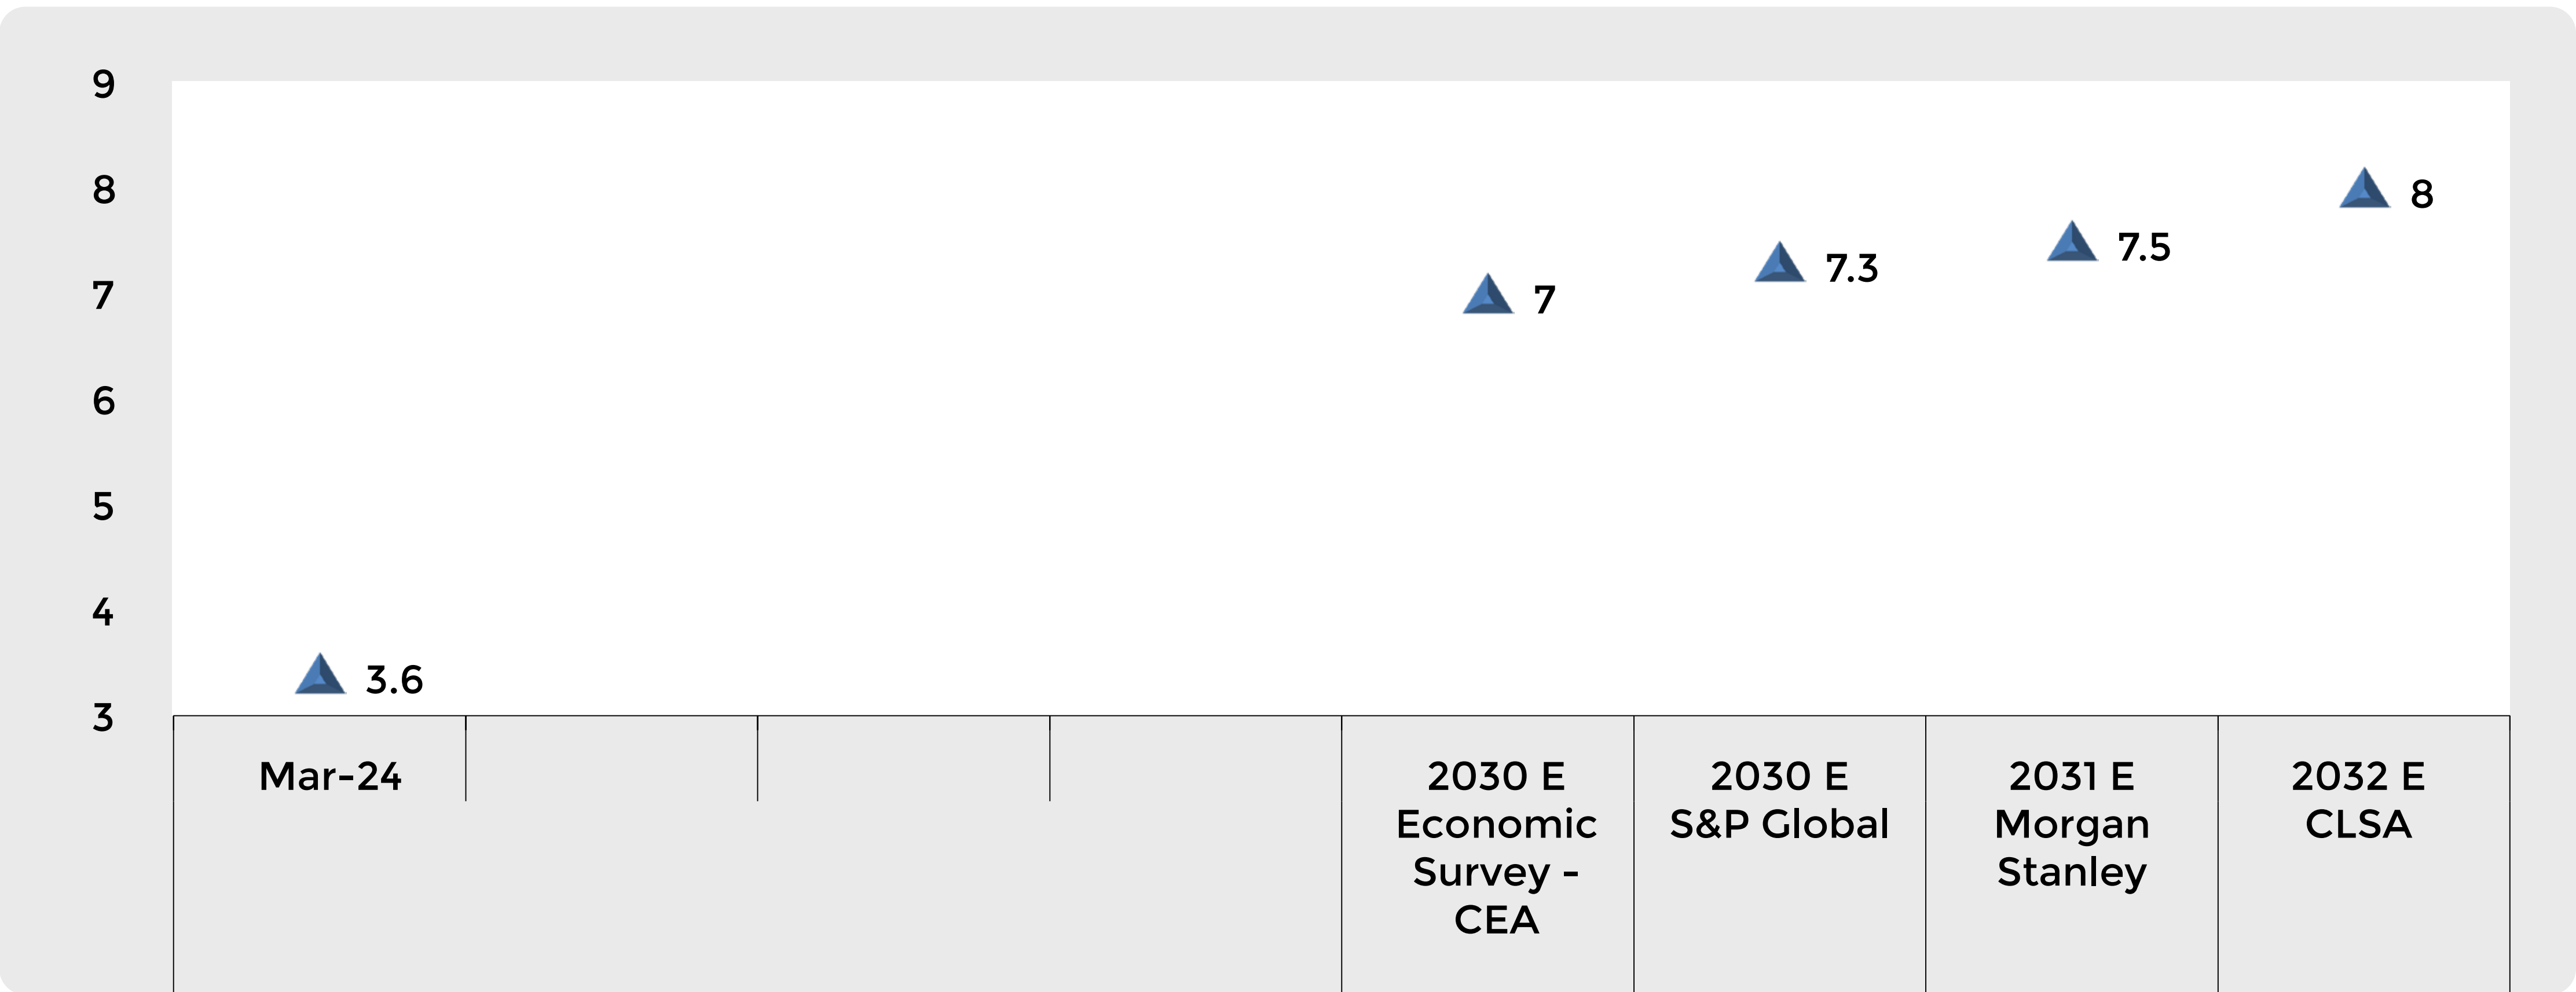 9
8
7
6
5
4
3
3.6
7
7.3
7.5
8
Mar-24
2030 E
Economic
Survey -
CEA
2030 E
S&P Global
2031 E
Morgan
Stanley
2032 E
CLSA